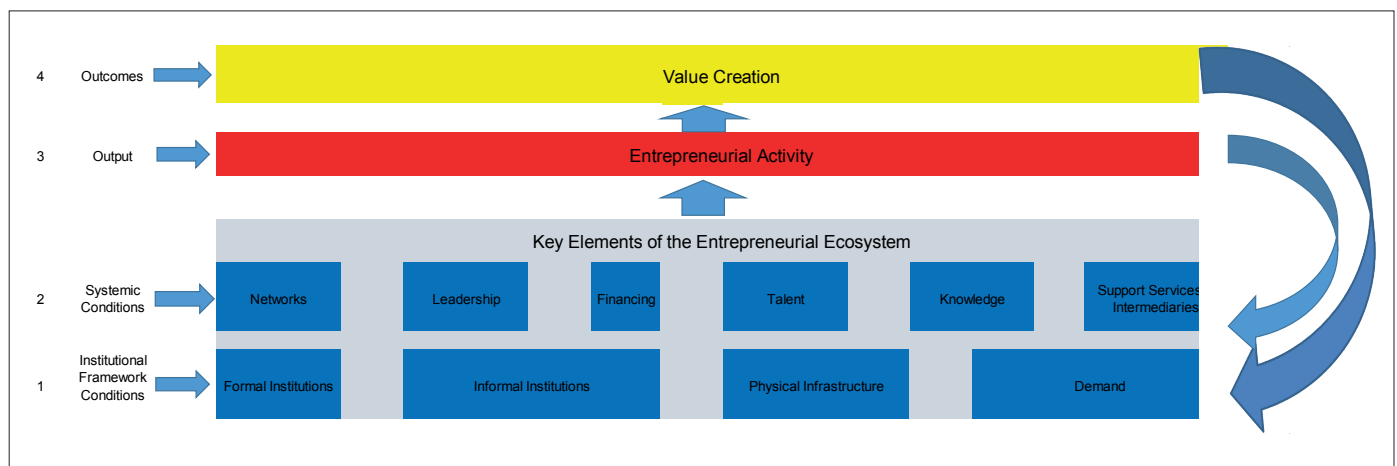 4 Outcomes Value Creation
3 Output Entrepreneurial Activity
Key Elements of the Entrepreneurial Ecosystem
2
Systemic
Conditions
Networks
Leadership
Financing
Talent
Knowledge
Support Services
Intermediaries
1
Institutional
Framework
Conditions
Formal Institutions
Informal Institutions
Physical Infrastructure
Demand